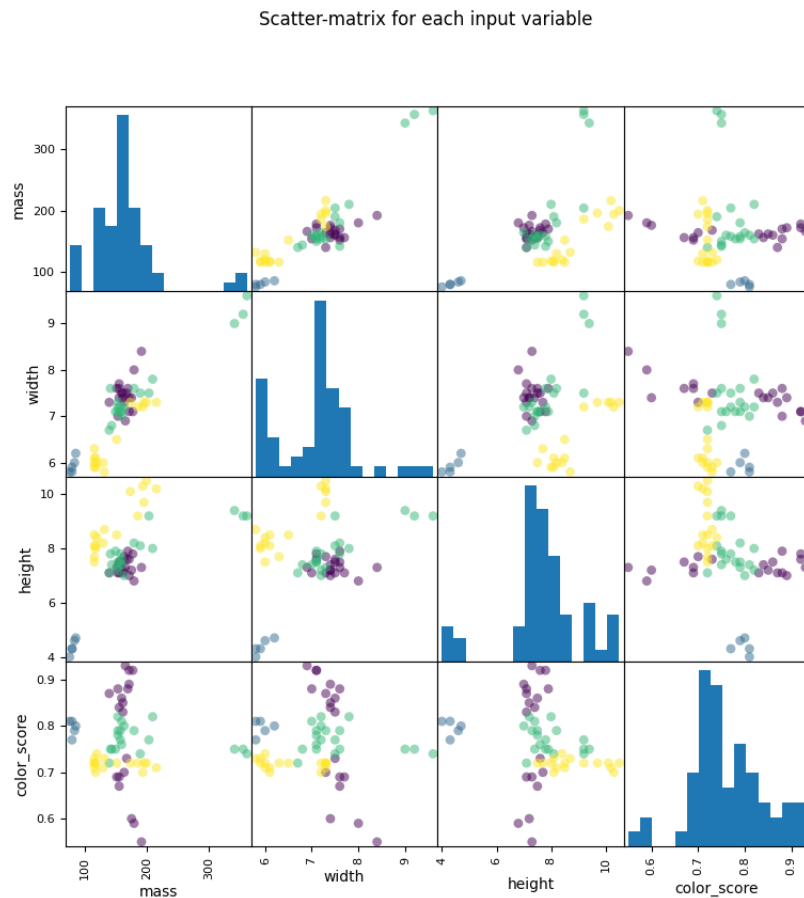 Scatter-matrix for each input variable
mass
300
200
100
width
9
8
7
6
height
10
8
6
4
color_score
0.9
0.8
0.7
0.6
100 200 300 6 7 8 9 4 6 8 10 0.6 0.7 0.8 0.9
mass width height color_score